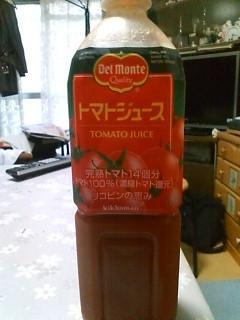 Del Monte
Quality
トマトジュース
TOMATO JUICE
完熟トマト14個分
トマト100%(濃縮トマト還元)
リコピンの恵み
Kikkoman